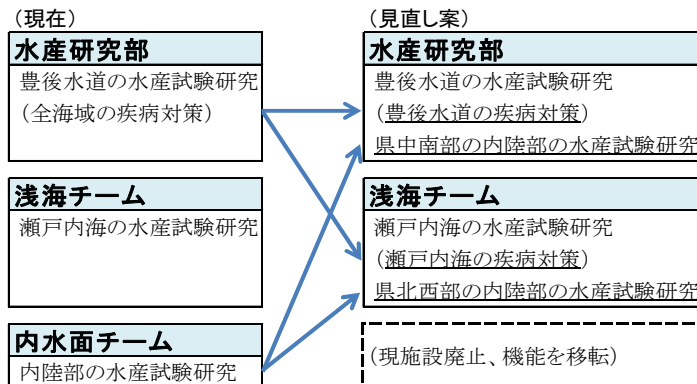 （現在）
水産研究部
豊後水道の水産試験研究
（全海域の疾病対策）
浅海チーム
瀬戸内海の水産試験研究
内水面チーム
内陸部の水産試験研究
（見直し案）
水産研究部
豊後水道の水産試験研究
（豊後水道の疾病対策）
県中南部の内陸部の水産試験研究
浅海チーム
瀬戸内海の水産試験研究
（瀬戸内海の疾病対策）
県北西部の内陸部の水産試験研究
（現施設廃止、機能を移転）